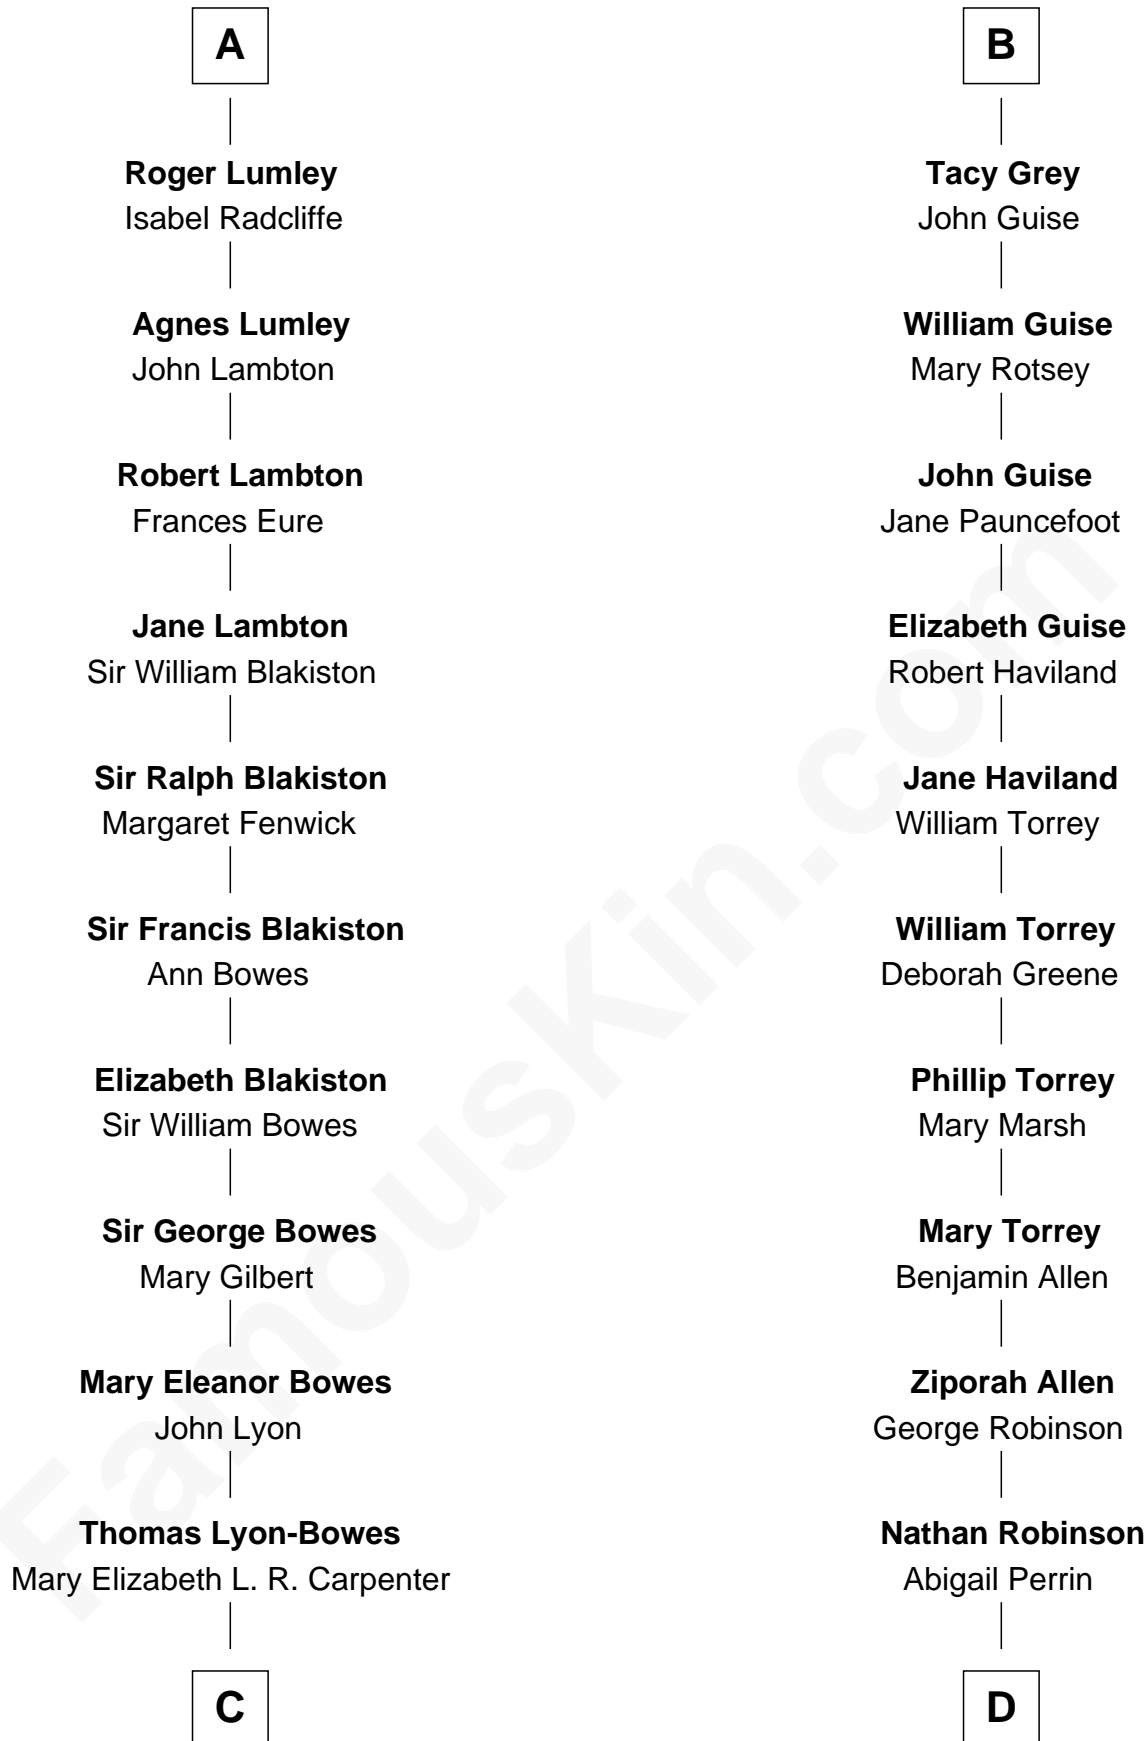 A
Roger Lumley
Isabel Radcliffe
Agnes Lumley
John Lambton
Robert Lambton
Frances Eure
Jane Lambton
Sir William Blakiston
Sir Ralph Blakiston
Margaret Fenwick
Sir Francis Blakiston
Ann Bowes
Elizabeth Blakiston
Sir William Bowes
Sir George Bowes
Mary Gilbert
Mary Eleanor Bowes
John Lyon
Thomas Lyon-Bowes
Mary Elizabeth L. R. Carpenter
C
B
Tacy Grey
John Guise
William Guise
Mary Rotsey
John Guise
Jane Pauncefoot
Elizabeth Guise
Robert Haviland
Jane Haviland
William Torrey
William Torrey
Deborah Greene
Phillip Torrey
Mary Marsh
Mary Torrey
Benjamin Allen
Ziporah Allen
George Robinson
Nathan Robinson
Abigail Perrin
D
FamousKin.com